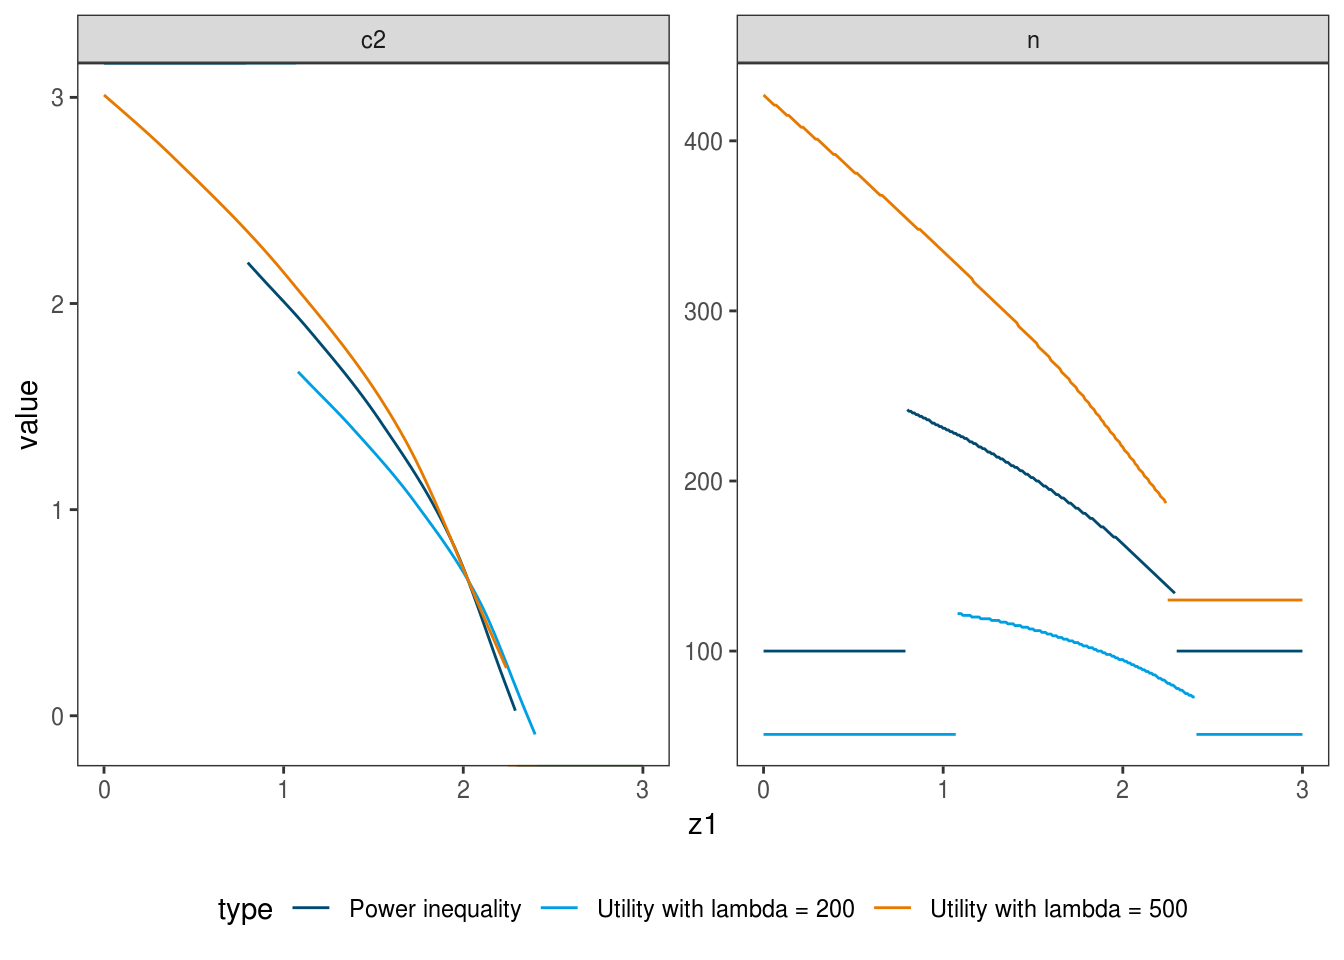 c2
n
value
3
2
1
0
400
300
200
100
0 1 2 3
0 1 2 3
z1
type Power inequality Utility with lambda = 200 Utility with lambda = 500